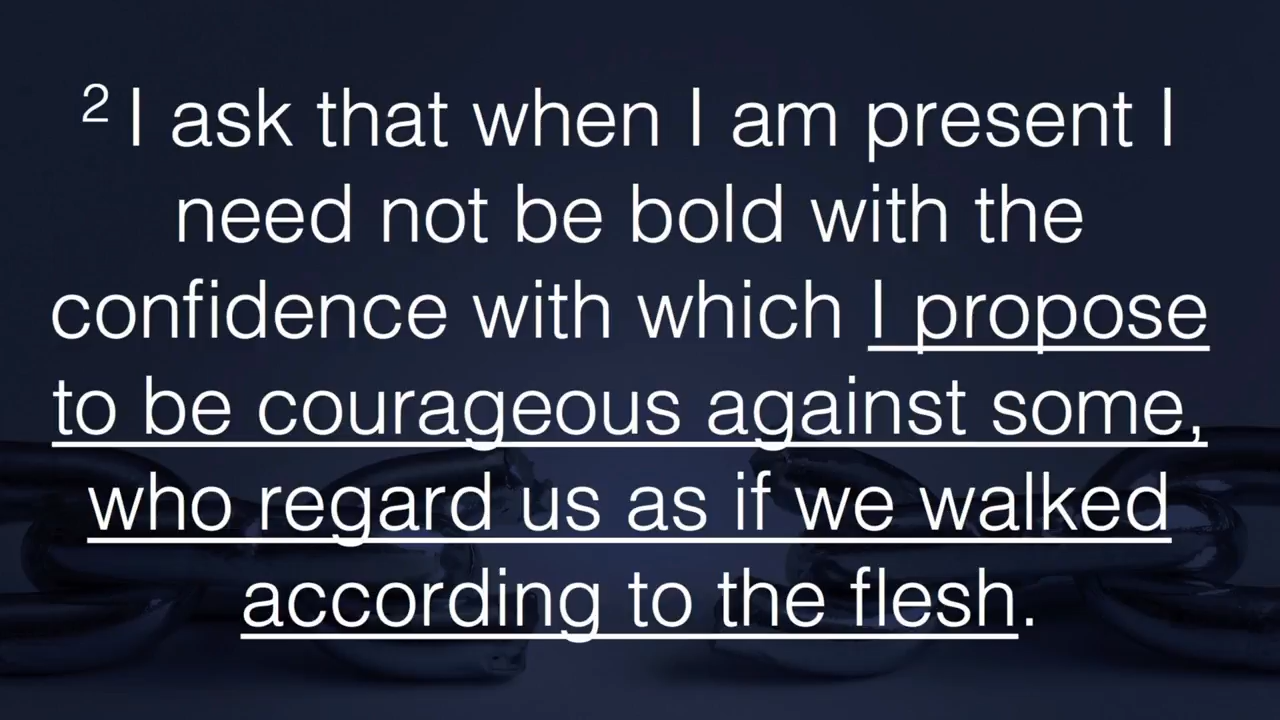 2 I ask that when I am present I
need not be bold with the
confidence with which I propose
to be courageous against some,
who regard us as if we walked
according to the flesh.